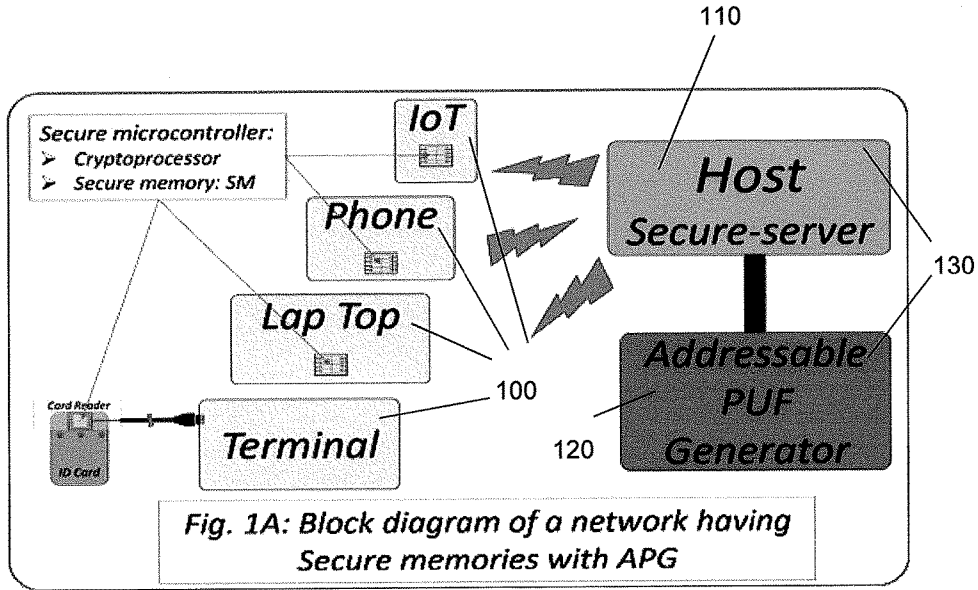 110
Secure microcontroller:
➤ Cryptoprocessor
➤ Secure memory: SM
IoT
Phone
Lap Top
Host
Secure-server
130
Addressable
PUF
Generator
120
100
Card Reader
ID Card
Terminal
Fig. 1A: Block diagram of a network having
Secure memories with APG